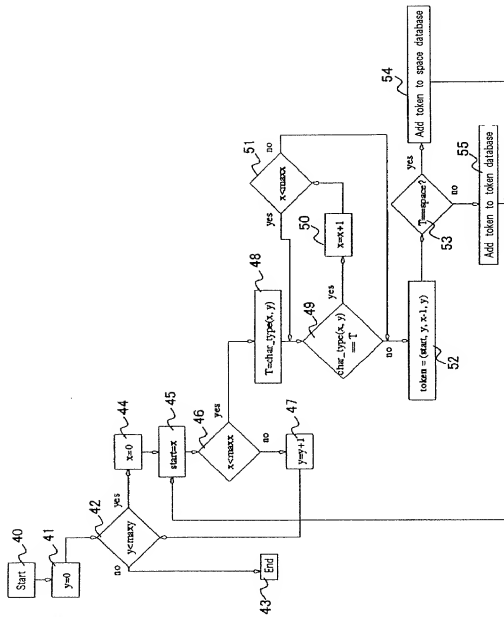 Start
40
y=0
41
y<maxy
42
yes
no
End
43
x=0
44
start=x
45
x<maxx
46
yes
no
y=y+1
47
T=char_type(x, y)
48
char_type(x, y)
== T
49
yes
no
x=x+1
50
x<maxx
51
yes
no
token = (start, y, x-1, y)
52
T==space?
53
yes
no
Add token to space database
54
Add token to token database
55